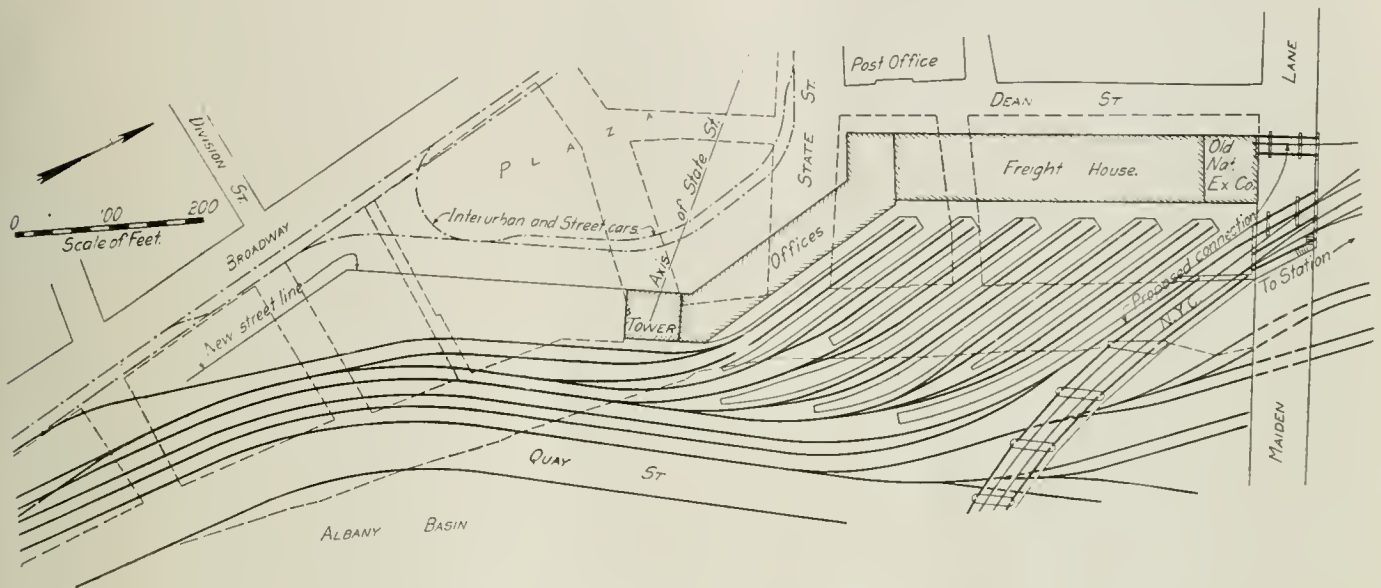 Post Office
DEAN ST
LANE
DIVISION ST.
STATE ST.
PLAZA
Axis of State St.
Freight House.
Old
Nat.
Ex Co.
0 '00 200
Scale of Feet.
BROADWAY
Interurban and Street cars.
Offices
Proposed connection
To Station
N.Y.C.
New street line
TOWER
QUAY ST
MAIDEN
ALBANY BASIN